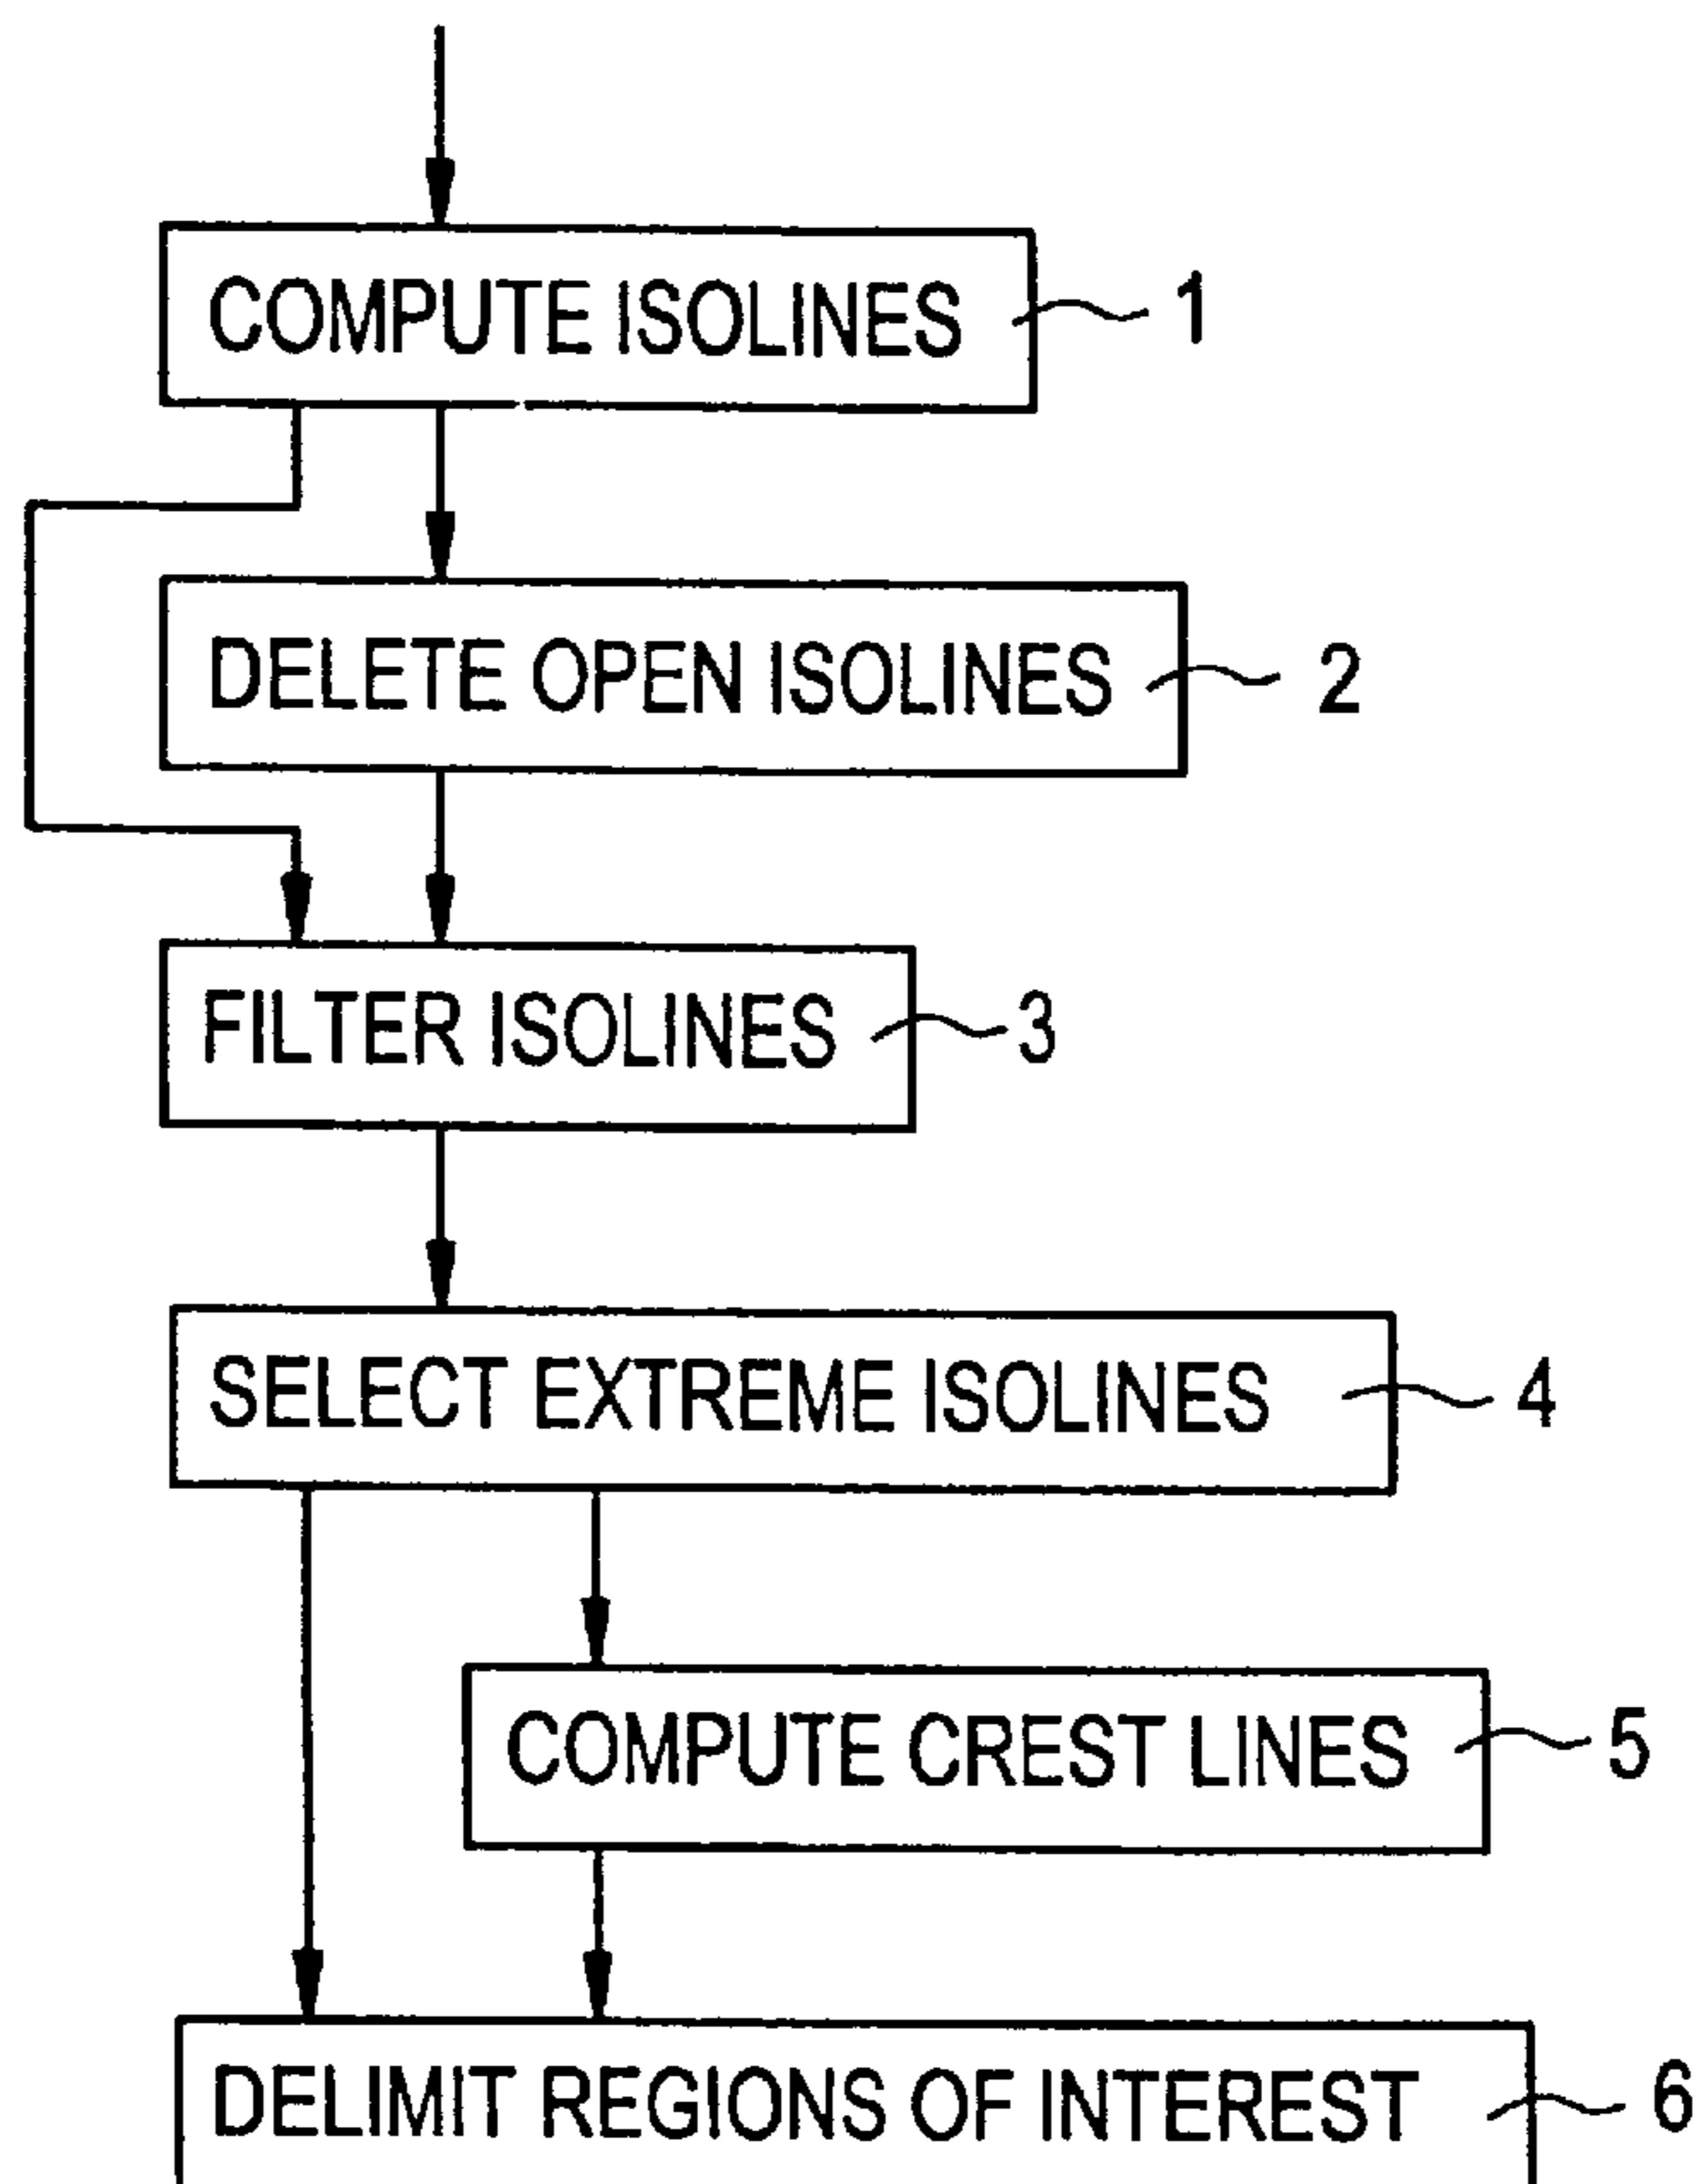 COMPUTE ISOLINES 1
DELETE OPEN ISOLINES 2
FILTER ISOLINES 3
SELECT EXTREME ISOLINES 4
COMPUTE CREST LINES 5
DELIMIT REGIONS OF INTEREST 6